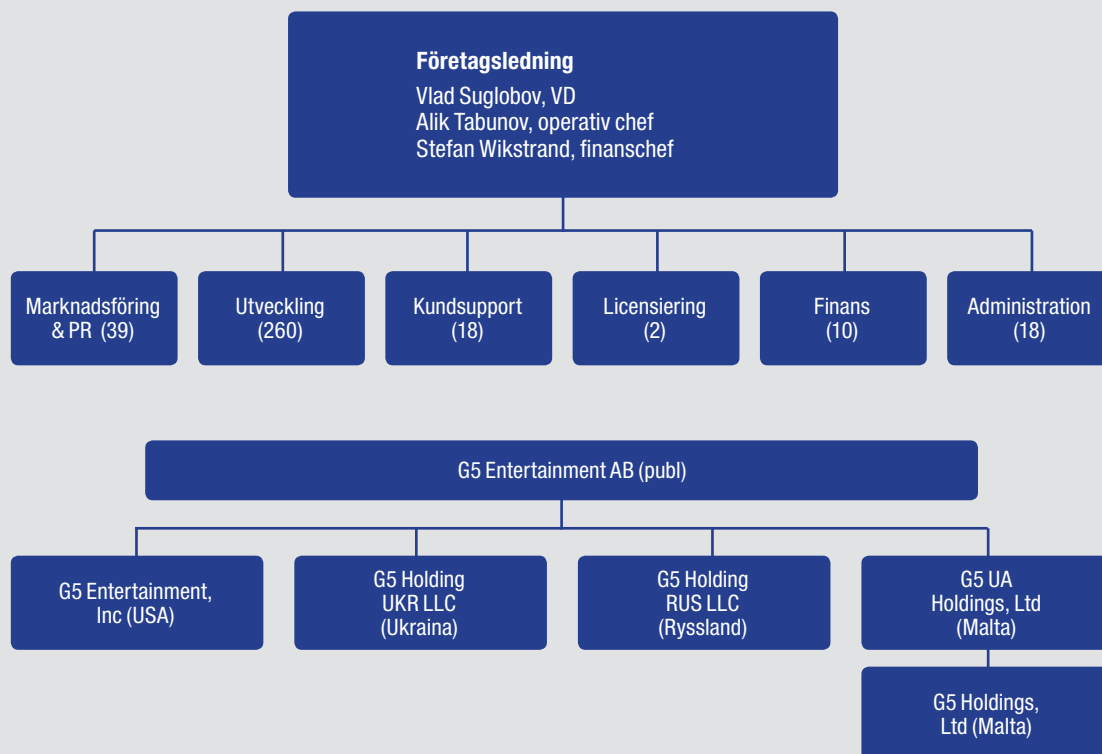 Företagsledning
Vlad Suglobov, VD
Alik Tabunov, operativ chef
Stefan Wikstrand, finanschef
Marknadsföring
& PR (39)
Utveckling
(260)
Kundsupport
(18)
Licensiering
(2)
Finans
(10)
Administration
(18)
G5 Entertainment AB (publ)
G5 Entertainment,
Inc (USA)
G5 Holding
UKR LLC
(Ukraina)
G5 Holding
RUS LLC
(Ryssland)
G5 UA
Holdings, Ltd
(Malta)
G5 Holdings,
Ltd (Malta)